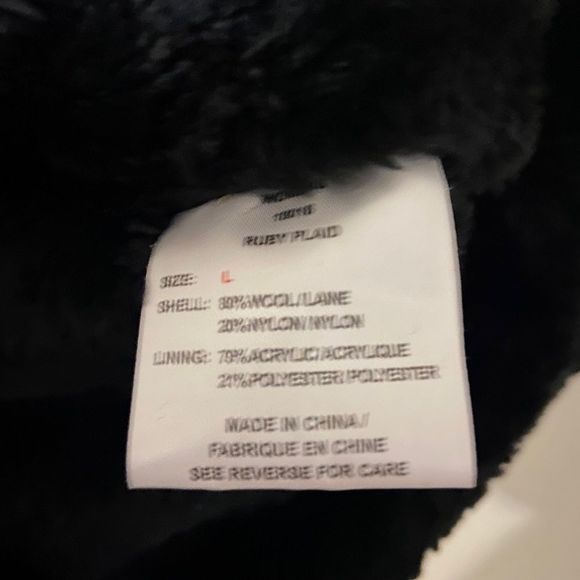 RUBY PLAID
SIZE: L
SHELL: 80%WOOL/LAINE
20%NYLON/NYLON
LINING: 79%ACRYLIC/ACRYLIQUE
21%POLYESTER/POLYESTER
MADE IN CHINA/
FABRIQUE EN CHINE
SEE REVERSE FOR CARE